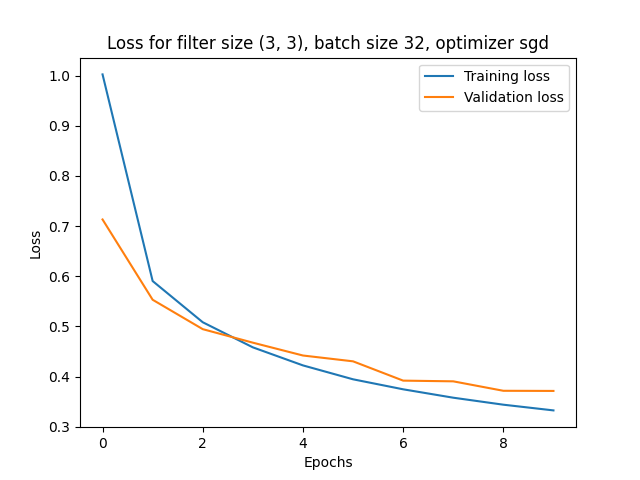 Loss for filter size (3, 3), batch size 32, optimizer sgd
Training loss
Validation loss
1.0
0.9
0.8
0.7
0.6
0.5
0.4
0.3
Loss
0 2 4 6 8
Epochs